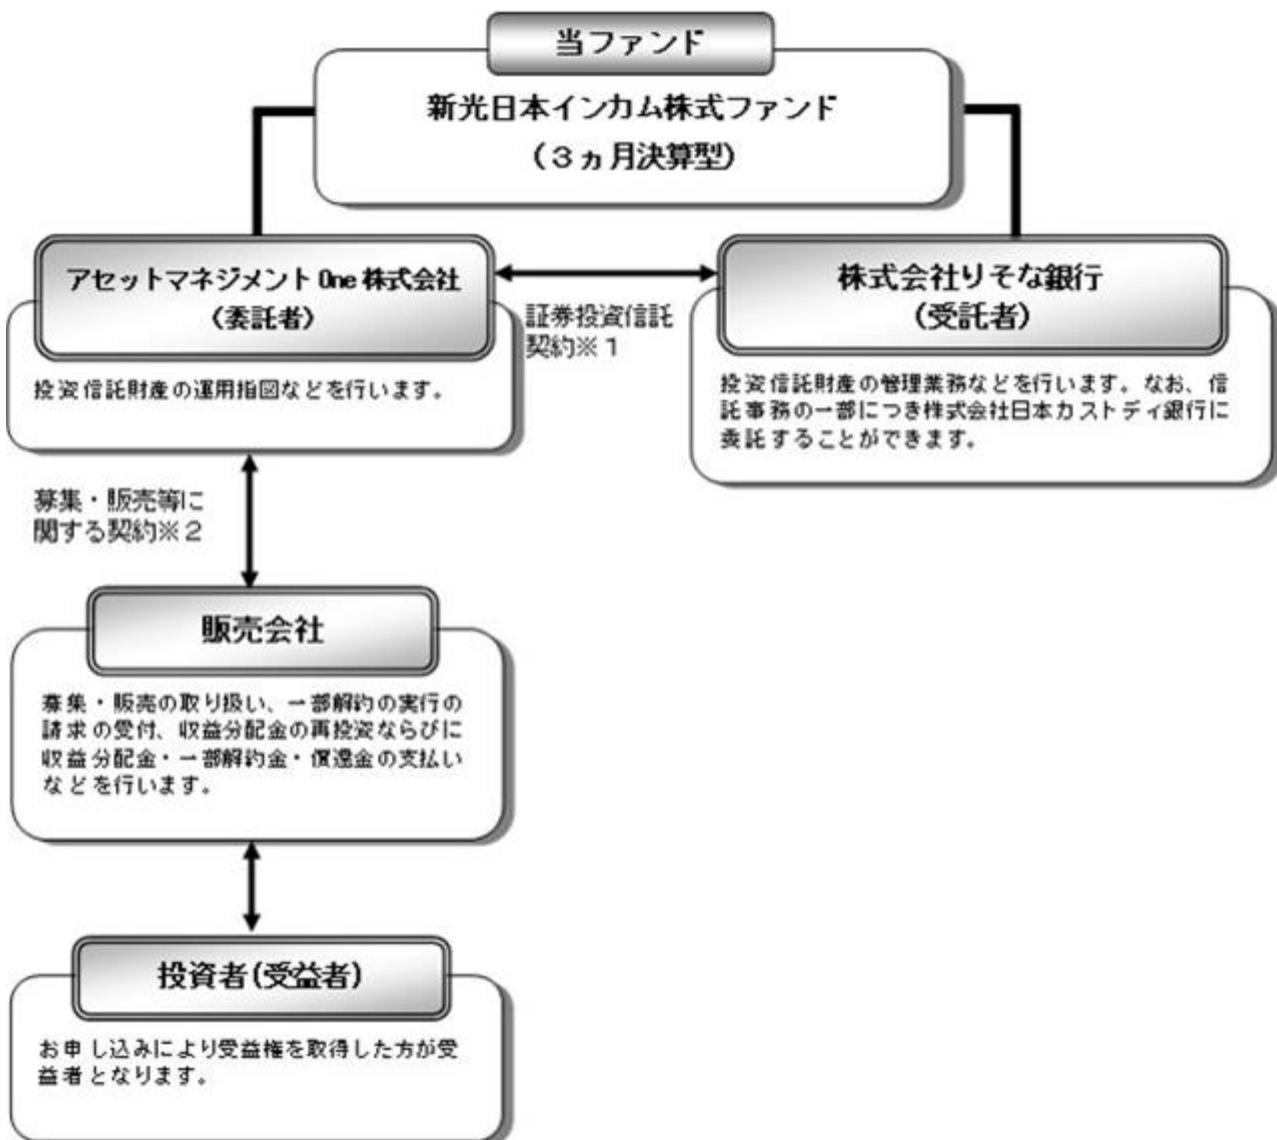 当ファンド
新光日本インカム株式ファンド
（３ヵ月決算型）
アセットマネジメントOne株式会社
（委託者）
投資信託財産の運用指図などを行います。
証券投資信託
契約※１
株式会社りそな銀行
（受託者）
投資信託財産の管理業務などを行います。なお、信
託事務の一部につき株式会社日本カストディ銀行に
委託することができます。
募集・販売等に
関する契約※２
販売会社
募集・販売の取り扱い、一部解約の実行の
請求の受付、収益分配金の再投資ならびに
収益分配金・一部解約金・償還金の支払い
などを行います。
投資者（受益者）
お申し込みにより受益権を取得した方が受
益者となります。